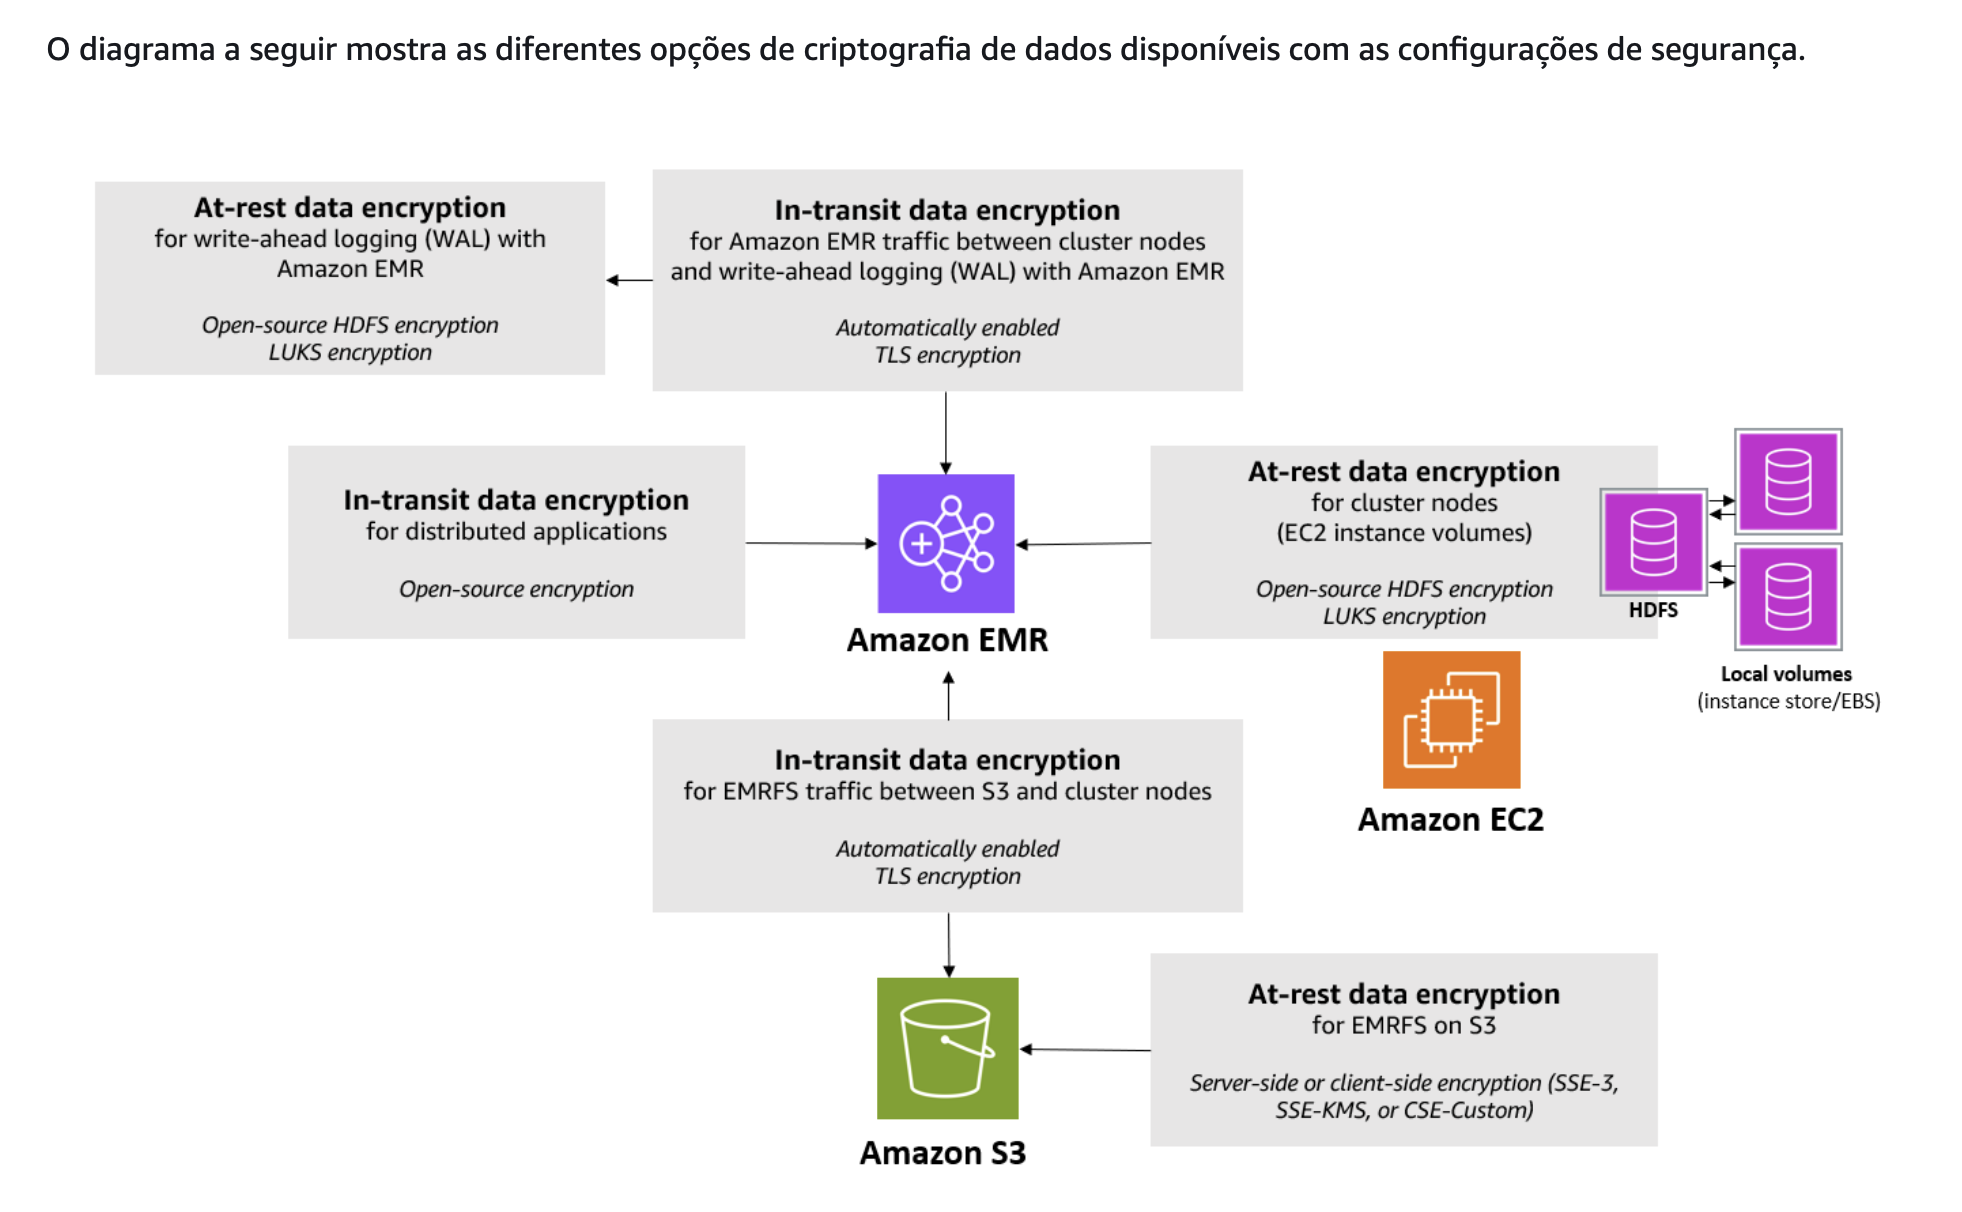 O diagrama a seguir mostra as diferentes opções de criptografia de dados disponíveis com as configurações de segurança.
At-rest data encryption
for write-ahead logging (WAL) with
Amazon EMR
Open-source HDFS encryption
LUKS encryption
In-transit data encryption
for Amazon EMR traffic between cluster nodes
and write-ahead logging (WAL) with Amazon EMR
Automatically enabled
TLS encryption
In-transit data encryption
for distributed applications
Open-source encryption
Amazon EMR
At-rest data encryption
for cluster nodes
(EC2 instance volumes)
Open-source HDFS encryption
LUKS encryption
HDFS
Local volumes
(instance store/EBS)
Amazon EC2
In-transit data encryption
for EMRFS traffic between S3 and cluster nodes
Automatically enabled
TLS encryption
Amazon S3
At-rest data encryption
for EMRFS on S3
Server-side or client-side encryption (SSE-3,
SSE-KMS, or CSE-Custom)